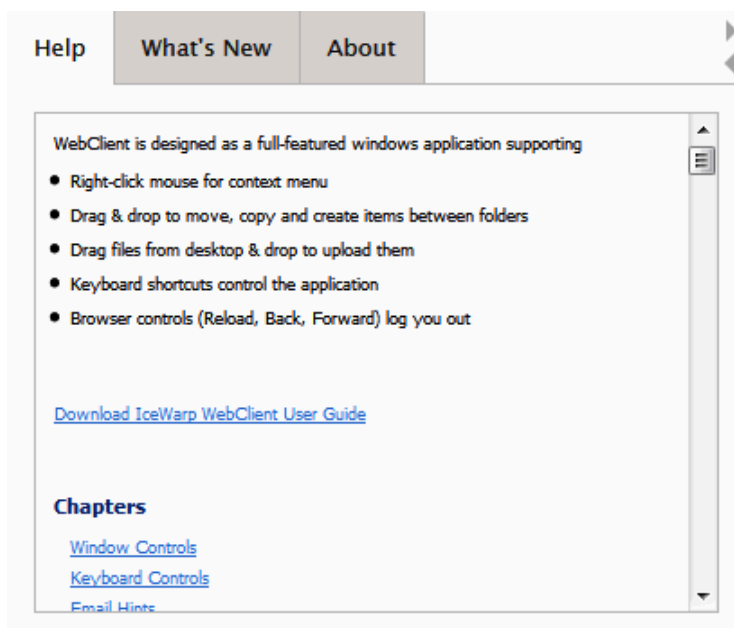 Help What's New About
WebClient is designed as a full-featured windows application supporting
Right-click mouse for context menu
Drag & drop to move, copy and create items between folders
Drag files from desktop & drop to upload them
Keyboard shortcuts control the application
Browser controls (Reload, Back, Forward) log you out
Download IceWarp WebClient User Guide
Chapters
Window Controls
Keyboard Controls
Email Hints